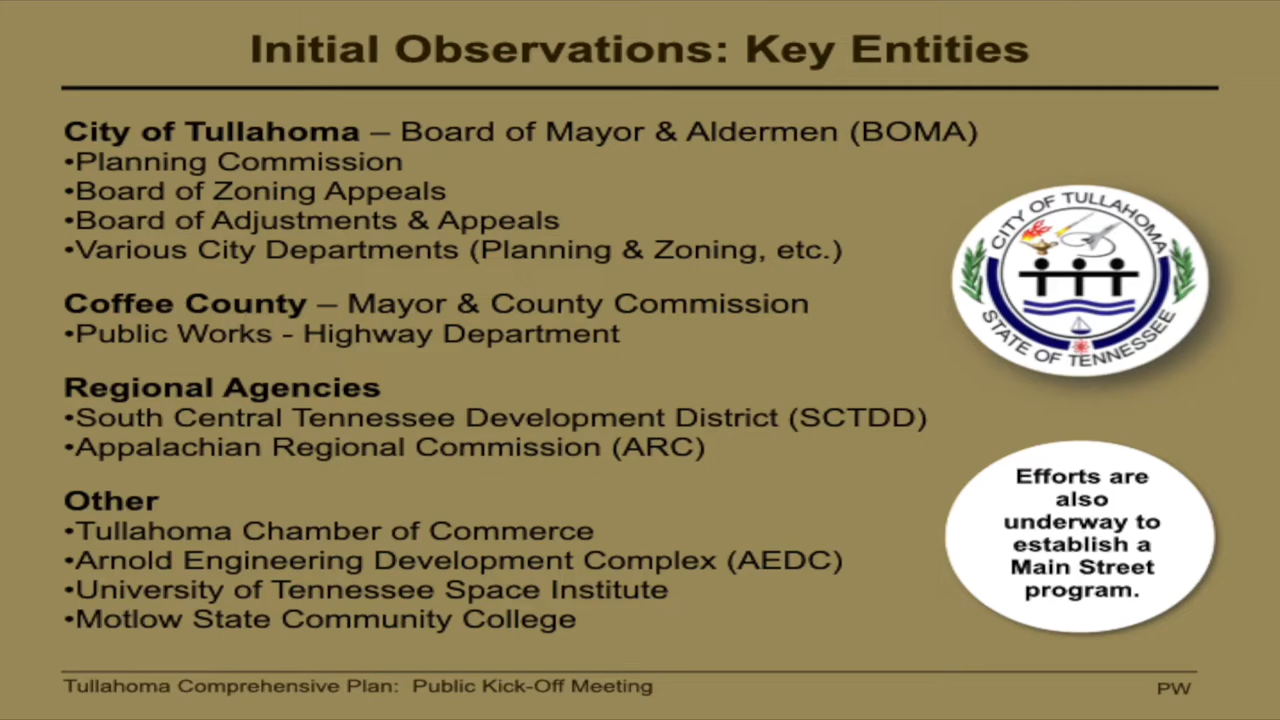 Initial Observations: Key Entities
City of Tullahoma – Board of Mayor & Aldermen (BOMA)
•Planning Commission
•Board of Zoning Appeals
•Board of Adjustments & Appeals
•Various City Departments (Planning & Zoning, etc.)
Coffee County – Mayor & County Commission
•Public Works - Highway Department
Regional Agencies
•South Central Tennessee Development District (SCTDD)
•Appalachian Regional Commission (ARC)
Other
•Tullahoma Chamber of Commerce
•Arnold Engineering Development Complex (AEDC)
•University of Tennessee Space Institute
•Motlow State Community College
CITY OF TULLAHOMA
STATE OF TENNESSEE
Efforts are
also
underway to
establish a
Main Street
program.
Tullahoma Comprehensive Plan: Public Kick-Off Meeting
PW